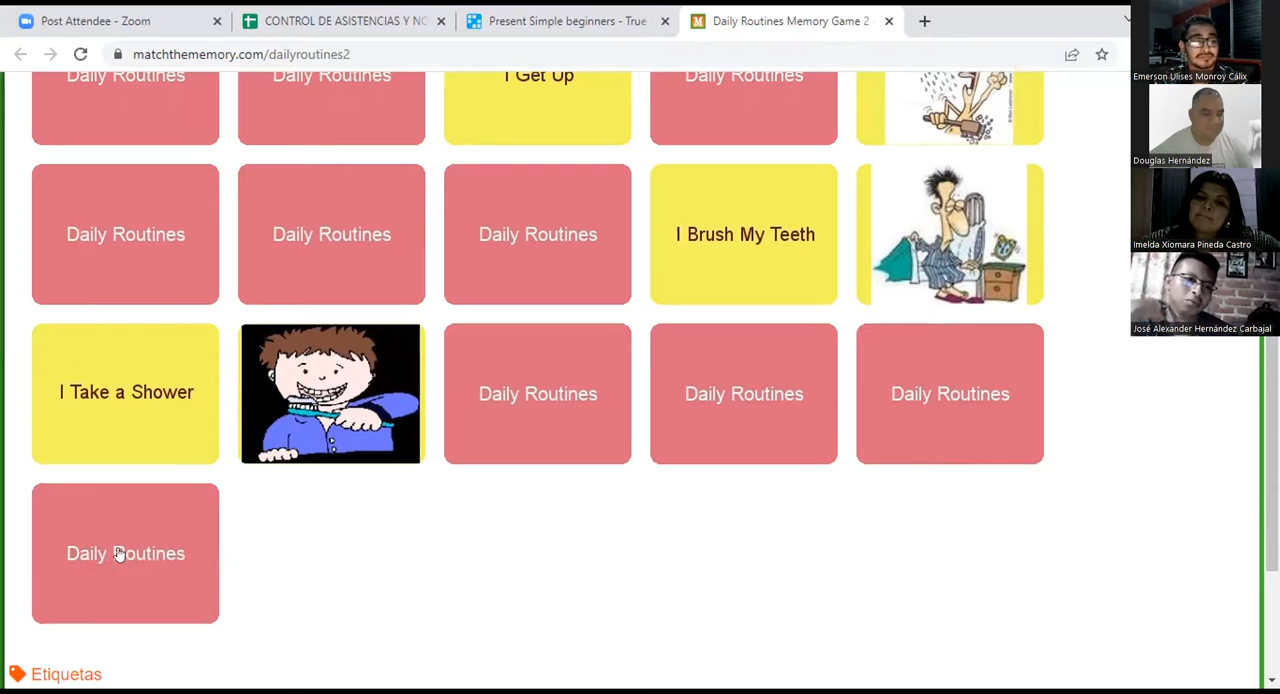 Post Attendee - Zoom
CONTROL DE ASISTENCIAS Y NO
Present Simple beginners - True
Daily Routines Memory Game 2 -
matchthememory.com/dailyroutines2
Emerson Ulises Monroy Cálix
Daily Routines
Daily Routines
I Get Up
Daily Routines
Douglas Hernández
Daily Routines
Daily Routines
Daily Routines
I Brush My Teeth
Imelda Xiomara Pineda Castro
José Alexander Hernández Carbajal
I Take a Shower
Daily Routines
Daily Routines
Daily Routines
Daily Routines
Etiquetas